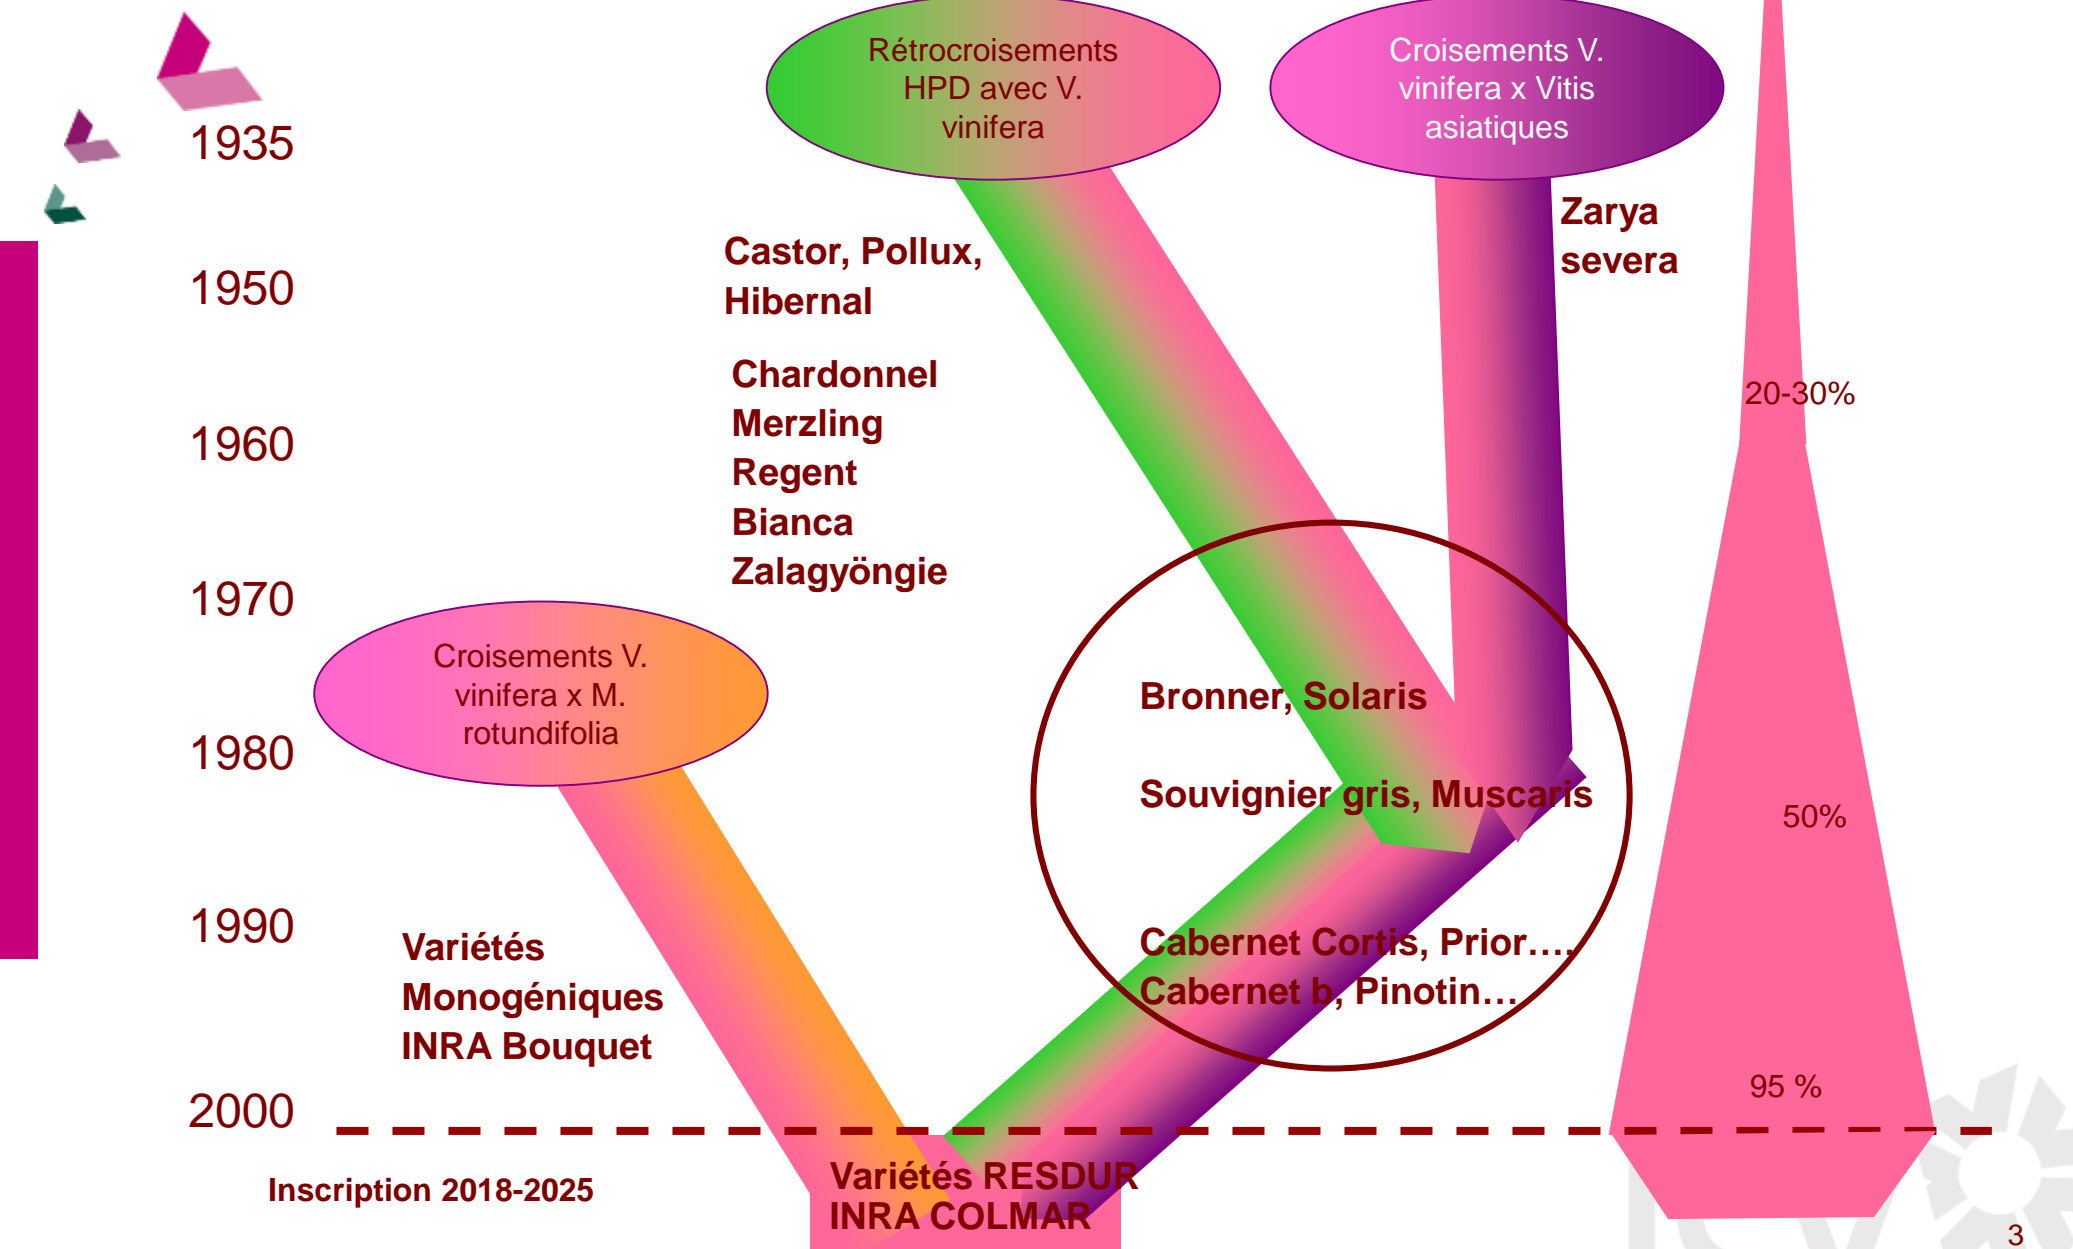 Rétrocroisements
HPD avec V.
vinifera
Croisements V.
vinifera x Vitis
asiatiques
1935
Zarya
severa
Castor, Pollux,
Hibernal
1950
Chardonnel
Merzling
Regent
Bianca
Zalagyöngie
20-30%
1960
1970
Croisements V.
vinifera x M.
rotundifolia
1980
Bronner, Solaris
Souvignier gris, Muscaris
50%
1990
Variétés
Monogéniques
INRA Bouquet
Cabernet Cortis, Prior….
Cabernet b, Pinotin…
95 %
2000
Inscription 2018-2025
Variétés RESDUR
INRA COLMAR
3